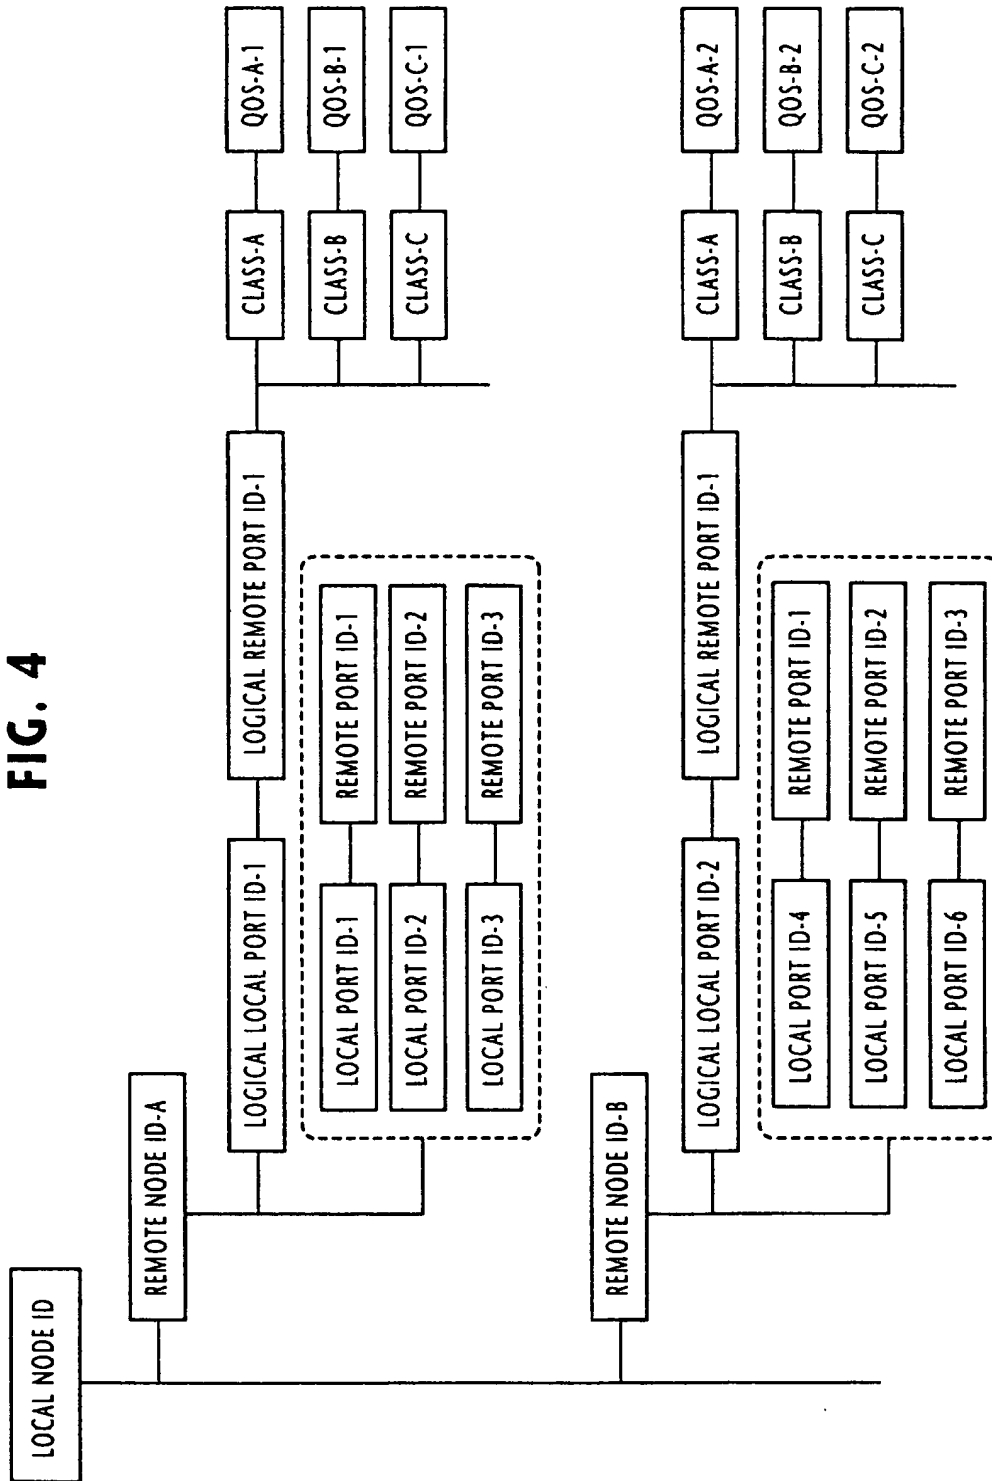 FIG. 4
LOCAL NODE ID
REMOTE NODE ID-A
LOGICAL LOCAL PORT ID-1
LOGICAL REMOTE PORT ID-1
CLASS-A
QOS-A-1
CLASS-B
QOS-B-1
CLASS-C
QOS-C-1
LOCAL PORT ID-1
REMOTE PORT ID-1
LOCAL PORT ID-2
REMOTE PORT ID-2
LOCAL PORT ID-3
REMOTE PORT ID-3
REMOTE NODE ID-B
LOGICAL LOCAL PORT ID-2
LOGICAL REMOTE PORT ID-1
CLASS-A
QOS-A-2
CLASS-B
QOS-B-2
CLASS-C
QOS-C-2
LOCAL PORT ID-4
REMOTE PORT ID-1
LOCAL PORT ID-5
REMOTE PORT ID-2
LOCAL PORT ID-6
REMOTE PORT ID-3